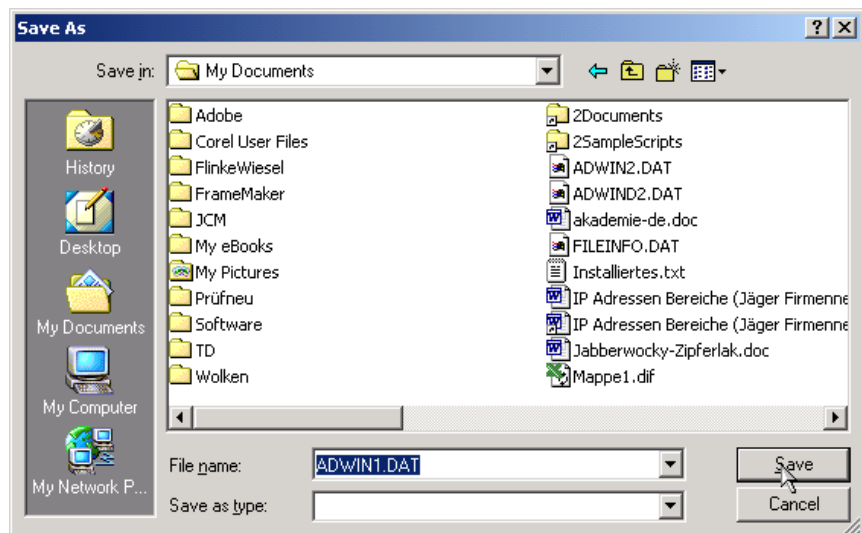 Save As
Save in: My Documents
History
Desktop
My Documents
My Computer
My Network P...
Adobe
Corel User Files
FlinkeWiesel
FrameMaker
JCM
My eBooks
My Pictures
Prüfneu
Software
TD
Wolken
2Documents
2SampleScripts
ADWIN2.DAT
ADWIND2.DAT
akademie-de.doc
FILEINFO.DAT
Installiertes.txt
IP Adressen Bereiche (Jäger Firmenne
IP Adressen Bereiche (Jäger Firmenne
Jabberwocky-Zipferlak.doc
Mappe1.dif
File name: ADWIN1.DAT
Save
Save as type:
Cancel